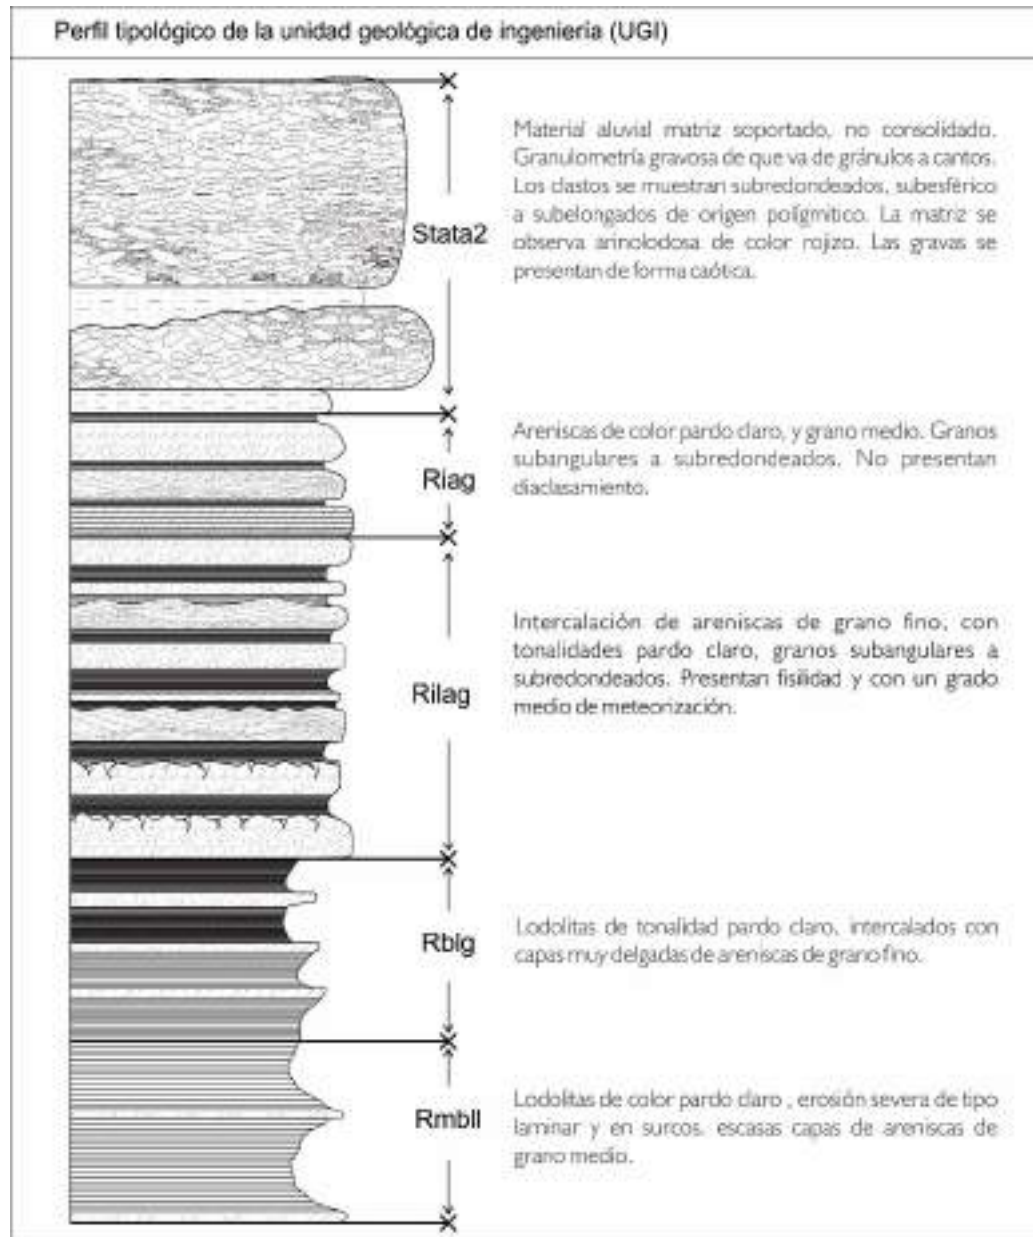 Perfil tipológico de la unidad geológica de ingeniería (UGI)
Stata2
Material aluvial matriz soportado, no consolidado.
Granulometría gravosa de que va de gránulos a cantos.
Los clastos se muestran subredondeados, subesférico
a subelongados de origen polígmitico. La matriz se
observa arinolodosa de color rojizo. Las gravas se
presentan de forma caótica.
Riag
Areniscas de color pardo claro, y grano medio. Granos
subangulares a subredondeados. No presentan
diaclasamiento.
Rilag
Intercalación de areniscas de grano fino, con
tonalidades pardo claro, granos subangulares a
subredondeados. Presentan fisilidad y con un grado
medio de meteorización.
Rblg
Lodolitas de tonalidad pardo claro, intercalados con
capas muy delgadas de areniscas de grano fino.
Rmbll
Lodolitas de color pardo claro , erosión severa de tipo
laminar y en surcos, escasas capas de areniscas de
grano medio.